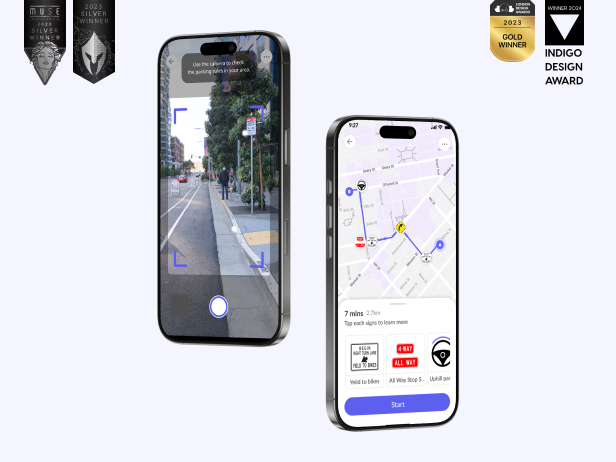 MUSE
2023
SILVER
WINNER
2023
SILVER
WINNER
LONDON
DESIGN
AWARDS
2023
GOLD
WINNER
WINNER 2024
INDIGO
DESIGN
AWARD
Use the camera to check
the parking rules in your area.
9:27
7 mins 2.7km
Tap each signs to learn more
BEGIN
RIGHT TURN LANE
YEILD TO BIKES
4-WAY
ALL WAY
Yeild to bikes
All Way Stop S..
Uphill par
Start